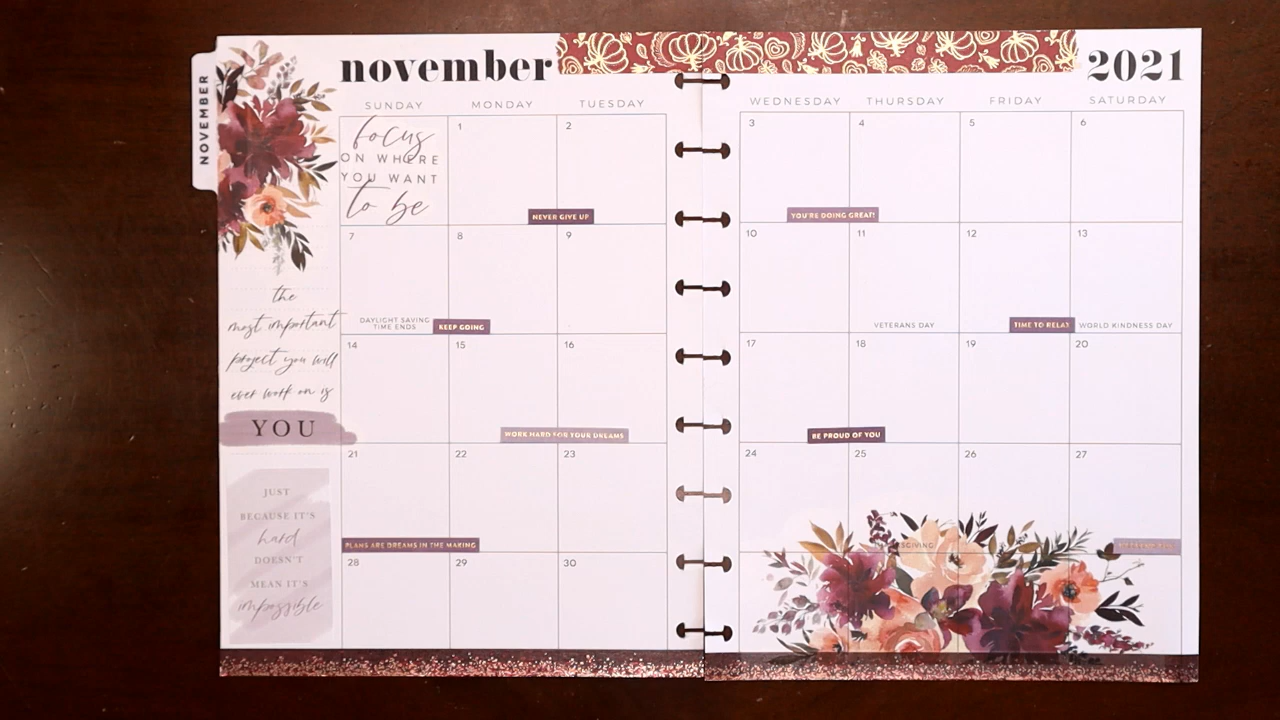 NOVEMBER
november
2021
SUNDAY MONDAY TUESDAY
WEDNESDAY THURSDAY FRIDAY SATURDAY
focus
ON WHERE
YOU WANT
to be
1 2
3 4 5 6
NEVER GIVE UP
YOU'RE DOING GREAT!
7 8 9
10 11 12 13
DAYLIGHT SAVING
TIME ENDS
KEEP GOING
VETERANS DAY
TIME TO RELAX
WORLD KINDNESS DAY
the
most important
project you will
ever work on is
YOU
14 15 16
17 18 19 20
WORK HARD FOR YOUR DREAMS
BE PROUD OF YOU
21 22 23
24 25 26 27
JUST
BECAUSE IT'S
hard
DOESN'T
MEAN IT'S
impossible
PLANS ARE DREAMS IN THE MAKING
28 29 30